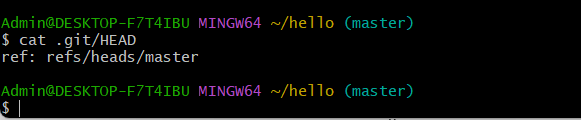 Admin@DESKTOP-F7T4IBU MINGW64 ~/hello (master)
$ cat .git/HEAD
ref: refs/heads/master
Admin@DESKTOP-F7T4IBU MINGW64 ~/hello (master)
$